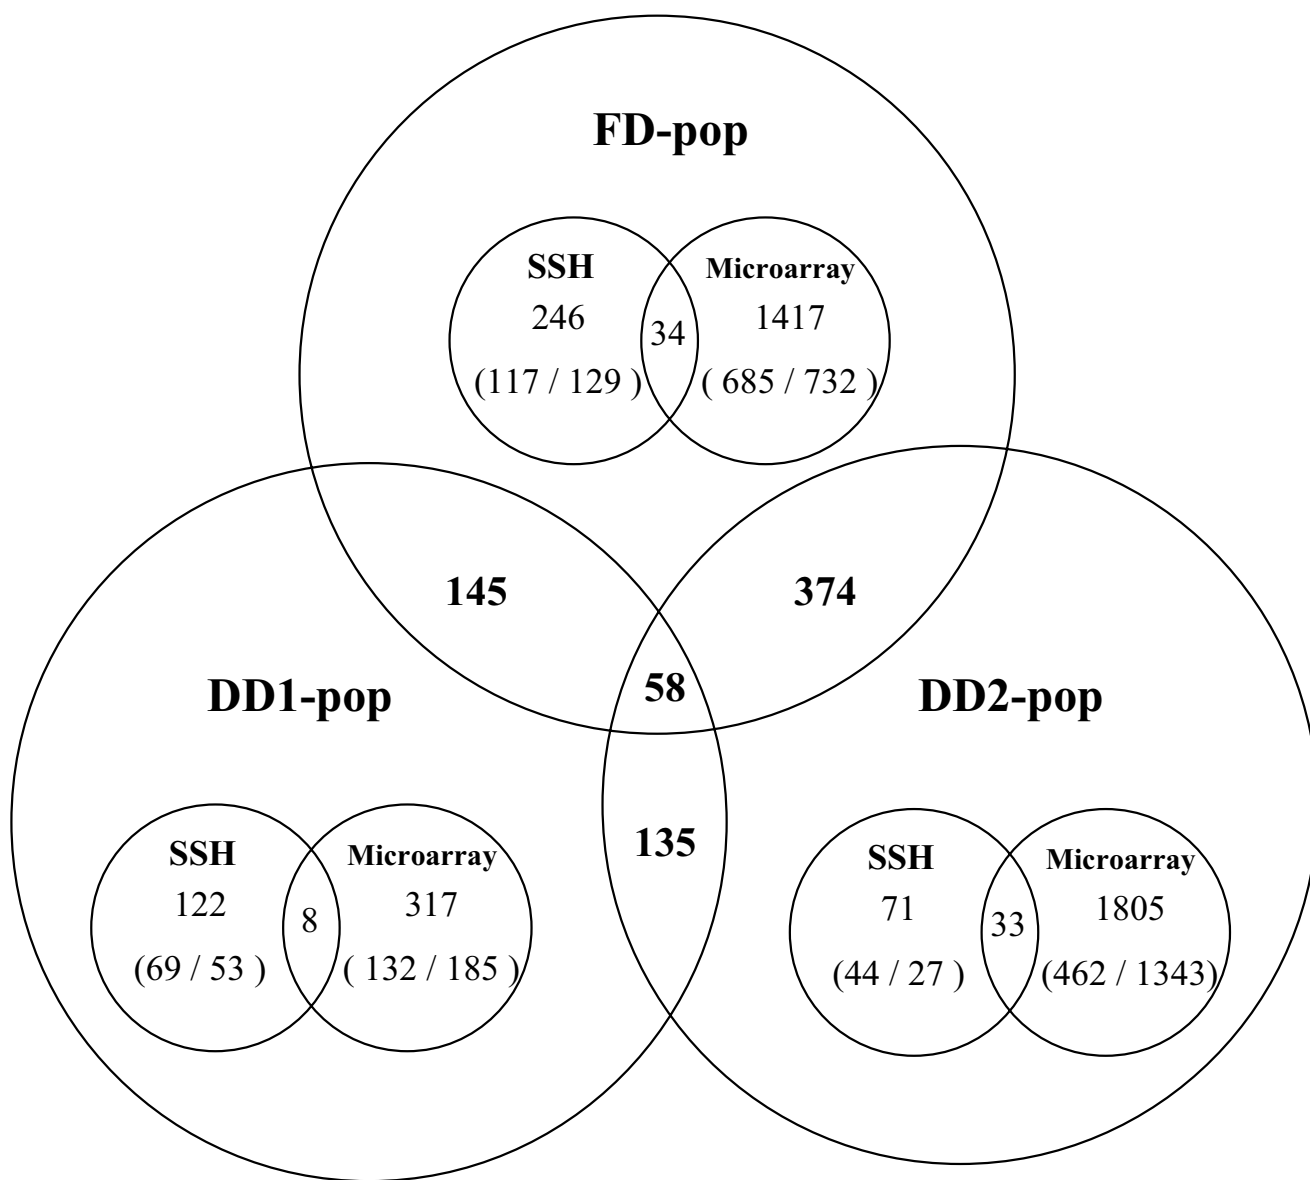 FD-pop
SSH
246
(117 / 129 )
34
Microarray
1417
( 685 / 732 )
145
374
58
DD1-pop
DD2-pop
135
SSH
122
(69 / 53 )
8
Microarray
317
( 132 / 185 )
SSH
71
(44 / 27 )
33
Microarray
1805
(462 / 1343)